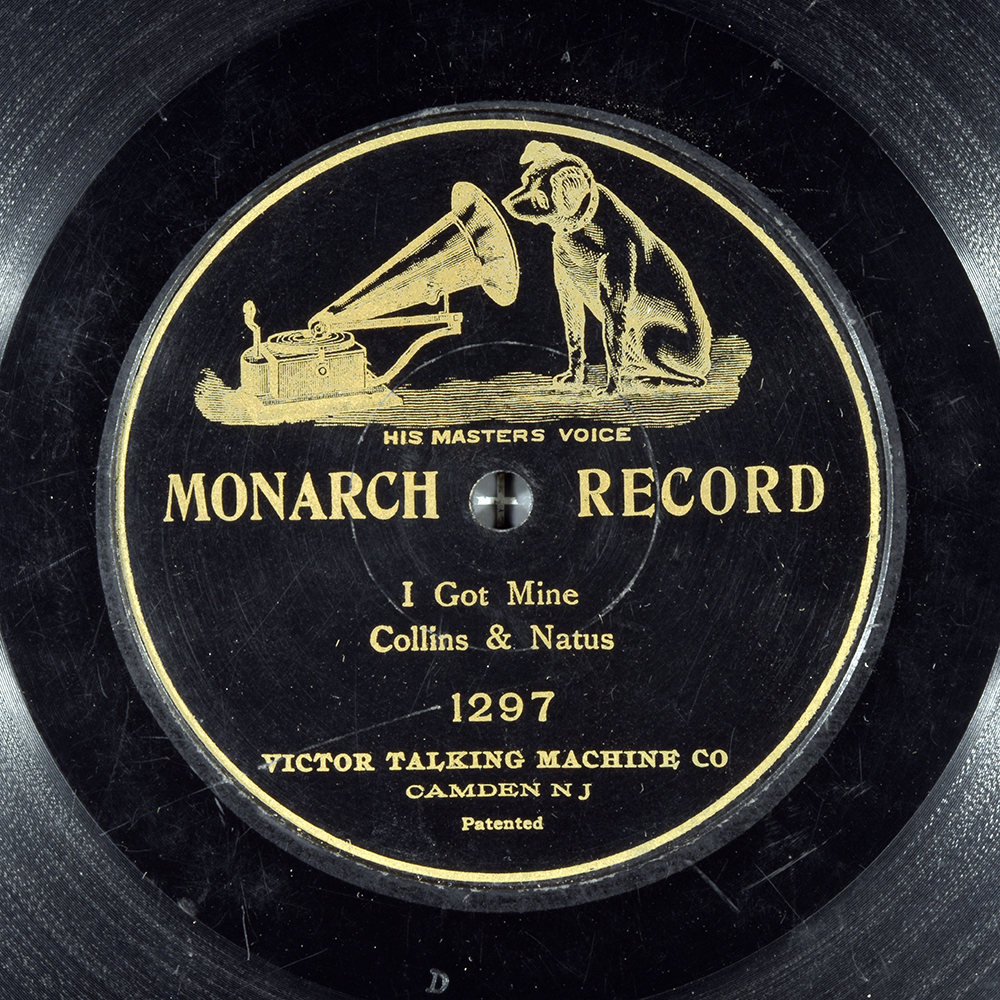 HIS MASTERS VOICE
MONARCH RECORD
I Got Mine
Collins & Natus
1297
VICTOR TALKING MACHINE CO
CAMDEN N J
Patented
D